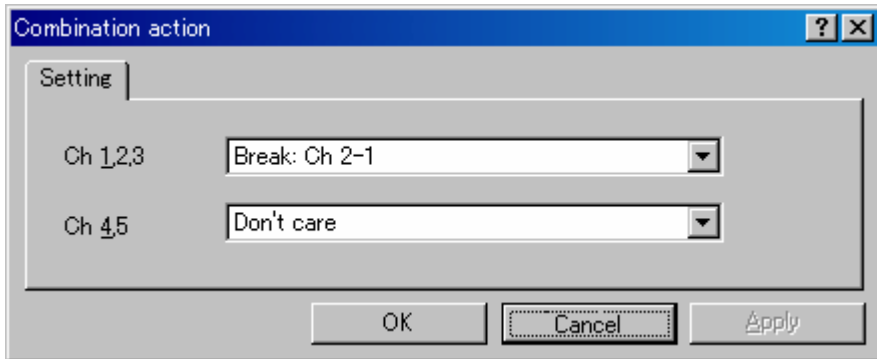 Combination action
Setting
Ch 1,2,3 Break: Ch 2-1
Ch 4,5 Don't care
OK Cancel Apply